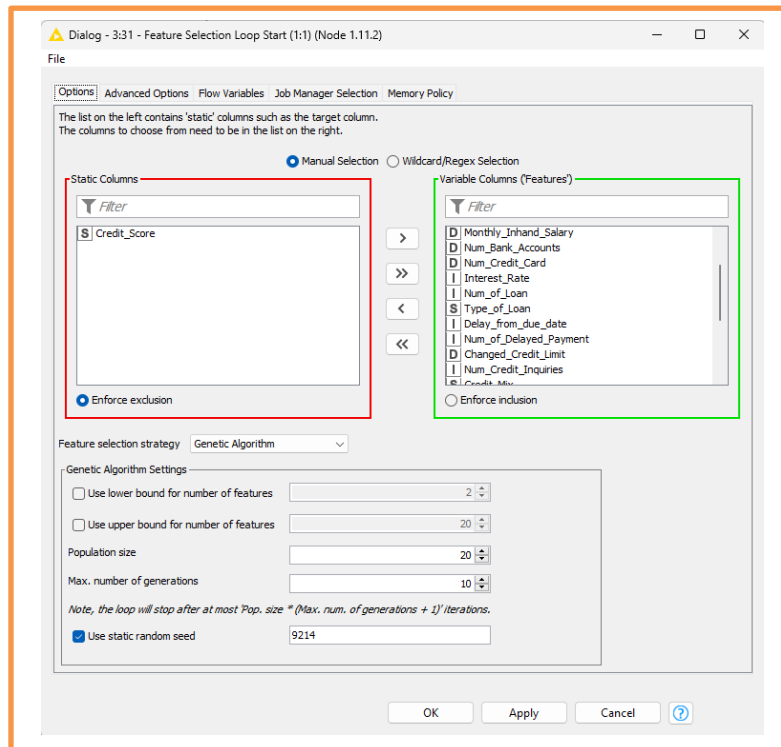 Dialog - 3:31 - Feature Selection Loop Start (1:1) (Node 1.11.2)
File
Options Advanced Options Flow Variables Job Manager Selection Memory Policy
The list on the left contains 'static' columns such as the target column.
The columns to choose from need to be in the list on the right.
Manual Selection Wildcard/Regex Selection
Static Columns
Filter
S Credit_Score
Enforce exclusion
>
>>
<
<<
Variable Columns ('Features')
Filter
D Monthly_Inhand_Salary
D Num_Bank_Accounts
D Num_Credit_Card
I Interest_Rate
I Num_of_Loan
S Type_of_Loan
I Delay_from_due_date
I Num_of_Delayed_Payment
D Changed_Credit_Limit
I Num_Credit_Inquiries
S Credit_Mix
Enforce inclusion
Feature selection strategy Genetic Algorithm
Genetic Algorithm Settings
Use lower bound for number of features 2
Use upper bound for number of features 20
Population size 20
Max. number of generations 10
Note, the loop will stop after at most 'Pop. size * (Max. num. of generations + 1)' iterations.
Use static random seed 9214
OK Apply Cancel ?